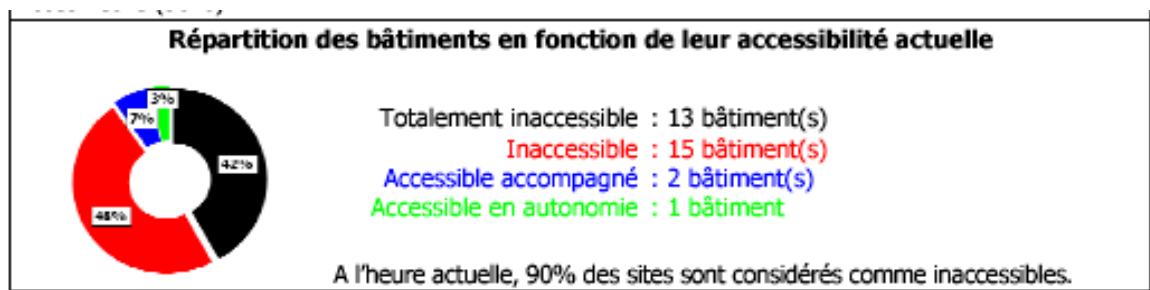 Répartition des bâtiments en fonction de leur accessibilité actuelle
3%
7%
42%
48%
Totalement inaccessible : 13 bâtiment(s)
Inaccessible : 15 bâtiment(s)
Accessible accompagné : 2 bâtiment(s)
Accessible en autonomie : 1 bâtiment
A l'heure actuelle, 90% des sites sont considérés comme inaccessibles.